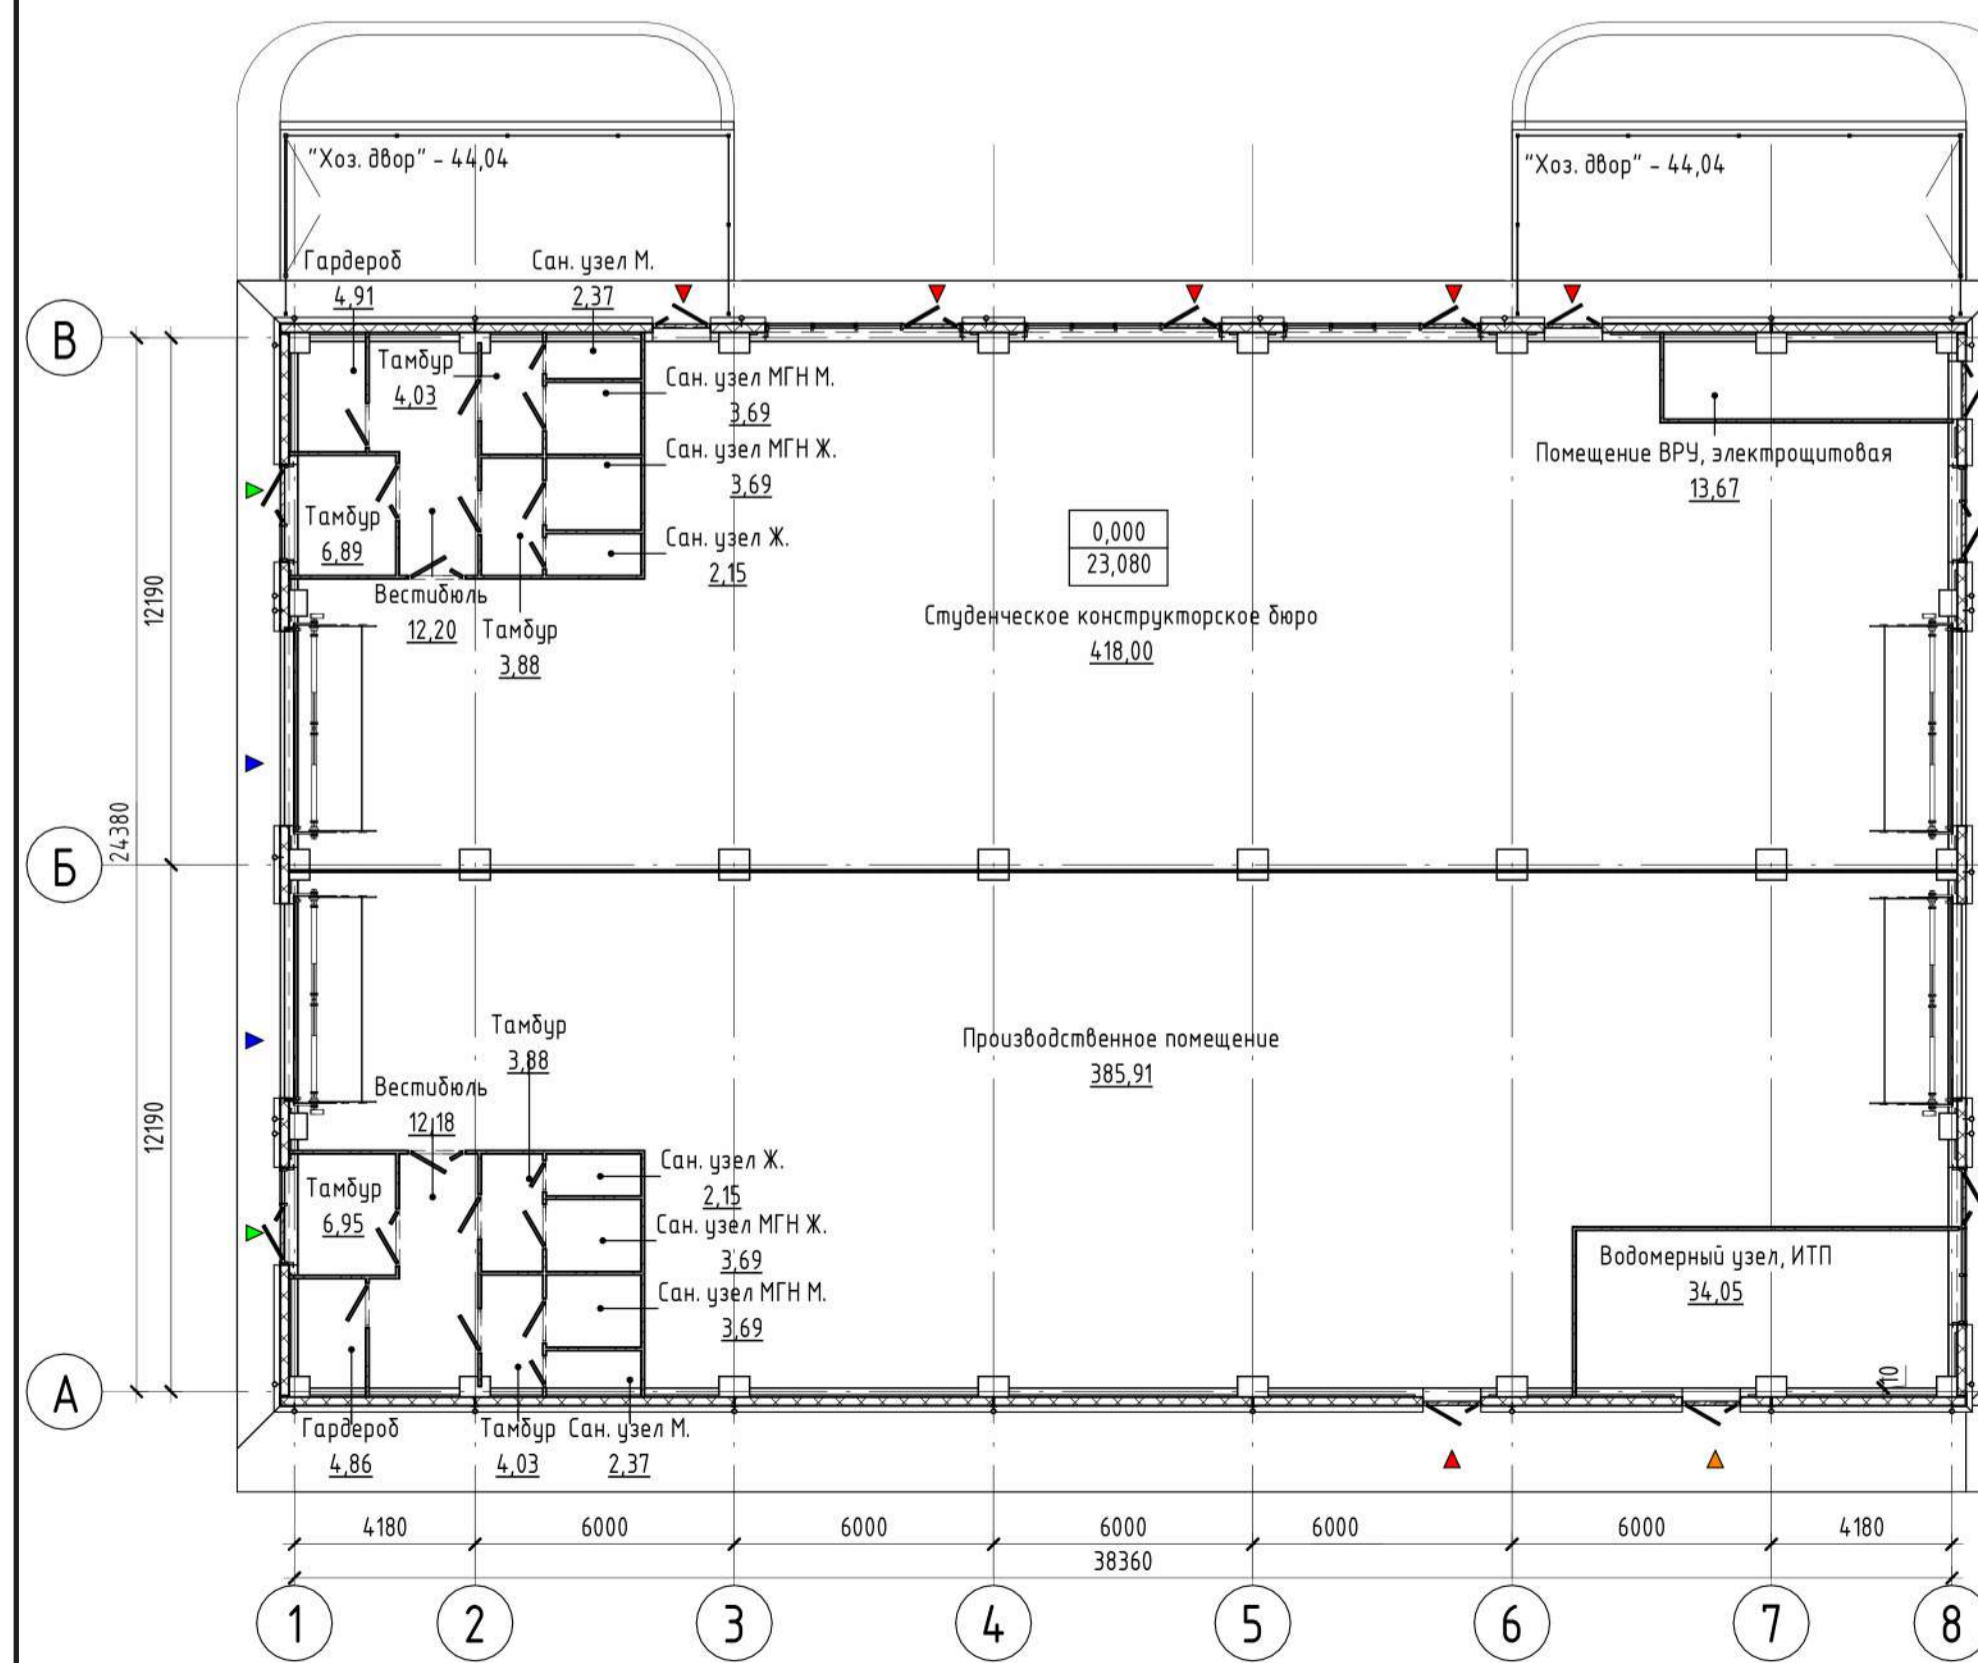 "Хоз. двор" – 44,04
"Хоз. двор" – 44,04
Гардероб
4,91
Сан. узел М.
2,37
В
Тамбур
4,03
Сан. узел МГН М.
3,69
Сан. узел МГН Ж.
3,69
Помещение ВРУ, электрощитовая
13,67
Тамбур
6,89
Сан. узел Ж.
2,15
0,000
23,080
Вестибюль
12,20
Тамбур
3,88
Студенческое конструкторское бюро
418,00
12190
24380
Б
Тамбур
3,88
Производственное помещение
385,91
Вестибюль
12,18
12190
Сан. узел Ж.
2,15
Тамбур
6,95
Сан. узел МГН Ж.
3,69
Водомерный узел, ИТП
34,05
Сан. узел МГН М.
3,69
10
А
Гардероб
4,86
Тамбур
4,03
Сан. узел М.
2,37
4180 6000 6000 6000 6000 6000 4180
38360
1 2 3 4 5 6 7 8